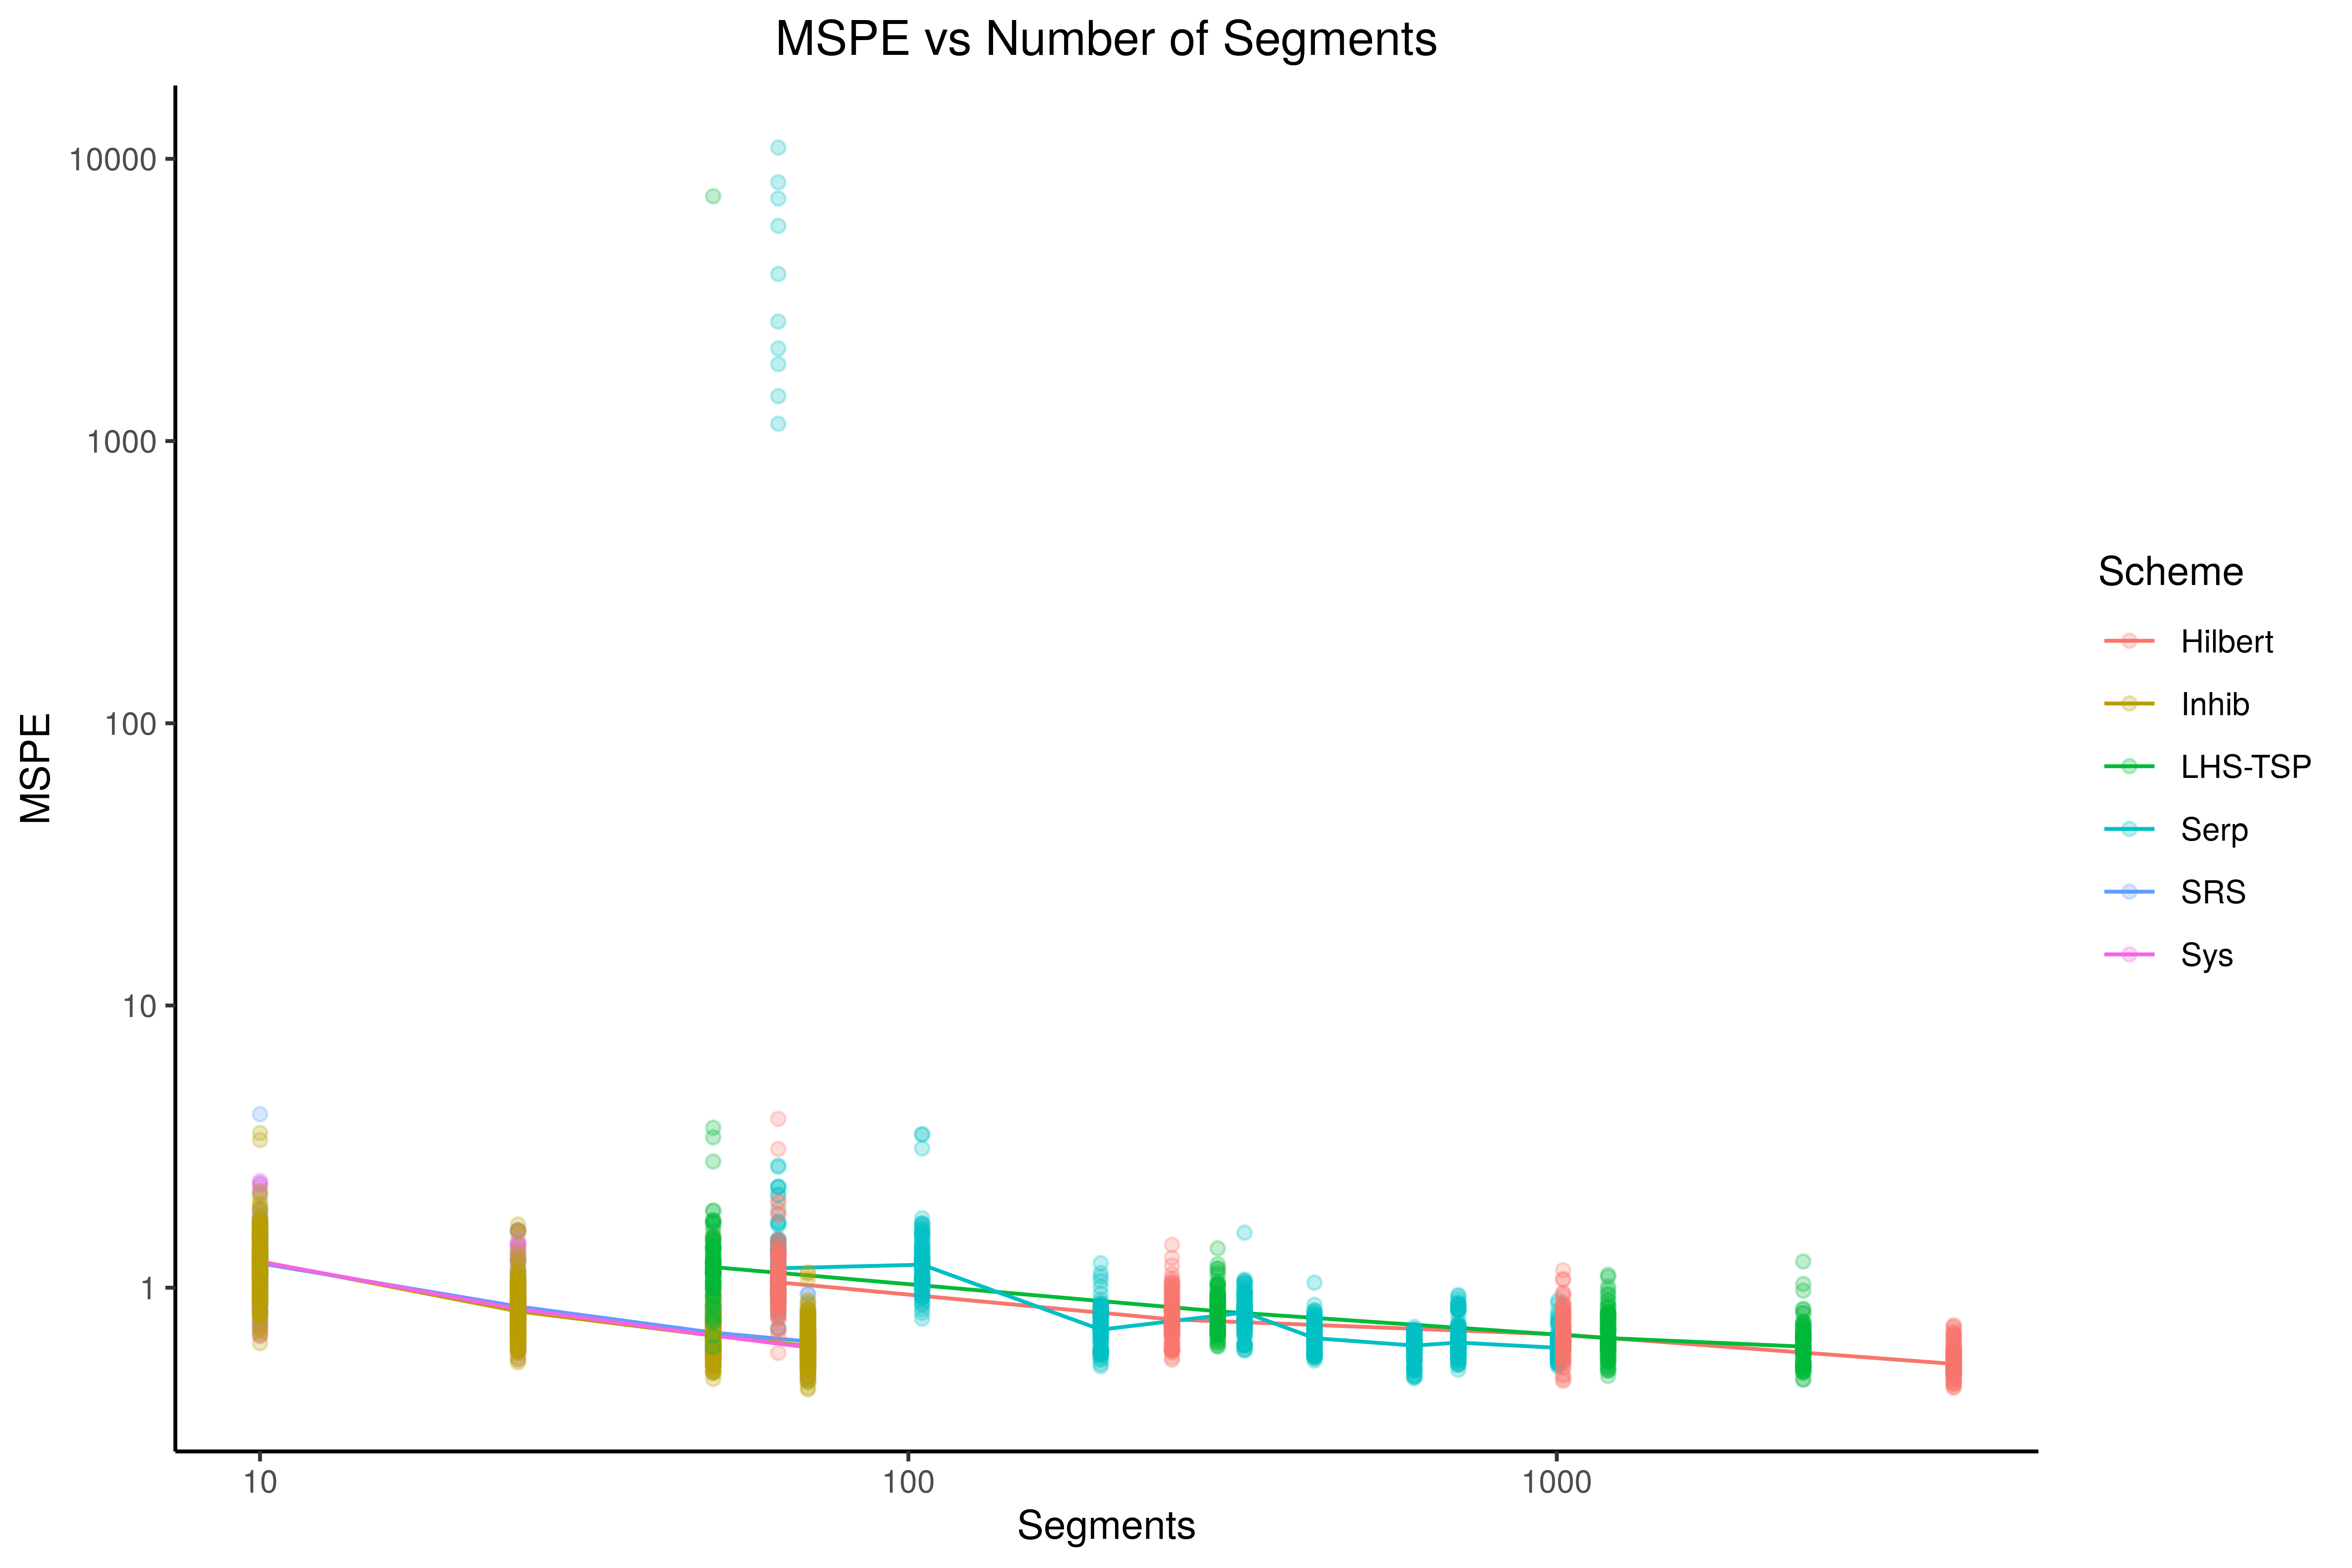 MSPE vs Number of Segments
10000
1000
100
10
1
MSPE
10
100
1000
Segments
Scheme
Hilbert
Inhib
LHS-TSP
Serp
SRS
Sys